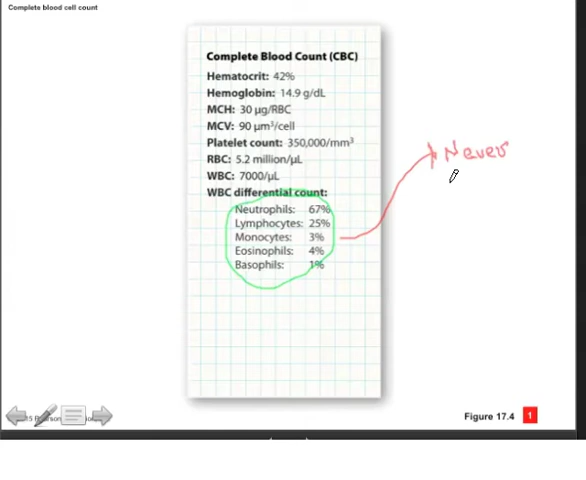 Complete blood cell count
Complete Blood Count (CBC)
Hematocrit: 42%
Hemoglobin: 14.9 g/dL
MCH: 30 µg/RBC
MCV: 90 µm³/cell
Platelet count: 350,000/mm³
RBC: 5.2 million/µL
WBC: 7000/µL
WBC differential count:
Neutrophils: 67%
Lymphocytes: 25%
Monocytes: 3%
Eosinophils: 4%
Basophils: 1%
Never
Figure 17.4 1